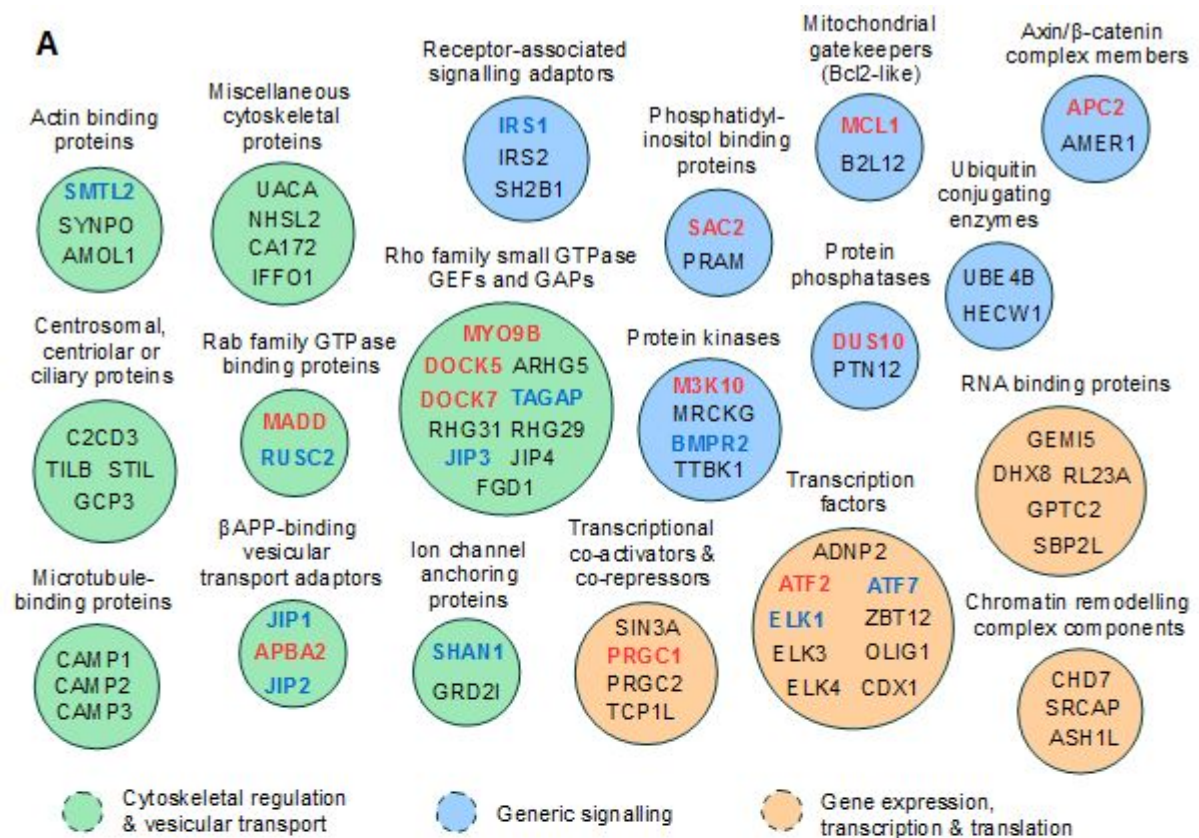 A
Actin binding
proteins
SMTL2
SYNPO
AMOL1
Miscellaneous
cytoskeletal
proteins
UACA
NHSL2
CA172
IFFO1
Receptor-associated
signalling adaptors
IRS1
IRS2
SH2B1
Phosphatidyl-
inositol binding
proteins
SAC2
PRAM
Mitochondrial
gatekeepers
(Bcl2-like)
MCL1
B2L12
Axin/β-catenin
complex members
APC2
AMER1
Ubiquitin
conjugating
enzymes
UBE4B
HECW1
Centrosomal,
centriolar or
ciliary proteins
C2CD3
TILB STIL
GCP3
Rab family GTPase
binding proteins
MADD
RUSC2
Rho family small GTPase
GEFs and GAPs
MYO9B
DOCK5 ARHG5
DOCK7 TAGAP
RHG31 RHG29
JIP3 JIP4
FGD1
Protein kinases
M3K10
MRCKG
BMPR2
TTBK1
Protein
phosphatases
DUS10
PTN12
RNA binding proteins
GEMI5
DHX8 RL23A
GPTC2
SBP2L
Microtubule-
binding proteins
CAMP1
CAMP2
CAMP3
βAPP-binding
vesicular
transport adaptors
JIP1
APBA2
JIP2
Ion channel
anchoring
proteins
SHAN1
GRD2I
Transcriptional
co-activators &
co-repressors
SIN3A
PRGC1
PRGC2
TCP1L
Transcription
factors
ADNP2
ATF2 ATF7
ELK1 ZBT12
ELK3 OLIG1
ELK4 CDX1
Chromatin remodelling
complex components
CHD7
SRCAP
ASH1L
Cytoskeletal regulation
& vesicular transport
Generic signalling
Gene expression,
transcription & translation